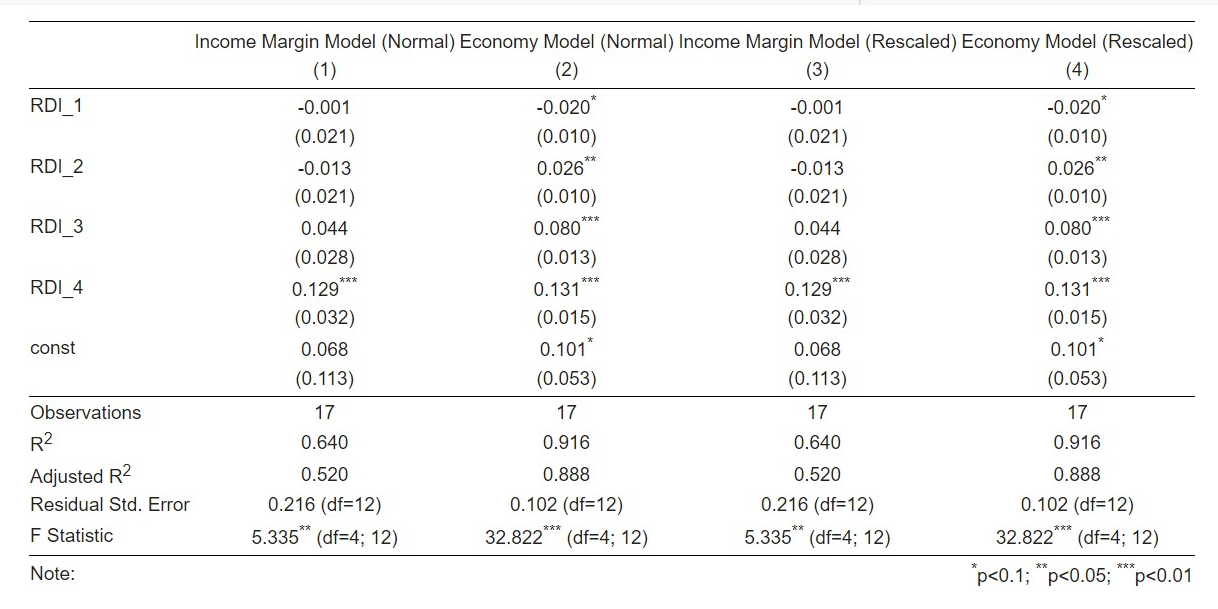 Income Margin Model (Normal) Economy Model (Normal) Income Margin Model (Rescaled) Economy Model (Rescaled)
(1) (2) (3) (4)
RDI_1 -0.001 -0.020* -0.001 -0.020*
(0.021) (0.010) (0.021) (0.010)
RDI_2 -0.013 0.026** -0.013 0.026**
(0.021) (0.010) (0.021) (0.010)
RDI_3 0.044 0.080*** 0.044 0.080***
(0.028) (0.013) (0.028) (0.013)
RDI_4 0.129*** 0.131*** 0.129*** 0.131***
(0.032) (0.015) (0.032) (0.015)
const 0.068 0.101* 0.068 0.101*
(0.113) (0.053) (0.113) (0.053)
Observations 17 17 17 17
R2 0.640 0.916 0.640 0.916
Adjusted R2 0.520 0.888 0.520 0.888
Residual Std. Error 0.216 (df=12) 0.102 (df=12) 0.216 (df=12) 0.102 (df=12)
F Statistic 5.335** (df=4; 12) 32.822*** (df=4; 12) 5.335** (df=4; 12) 32.822*** (df=4; 12)
Note: *p<0.1; **p<0.05; ***p<0.01